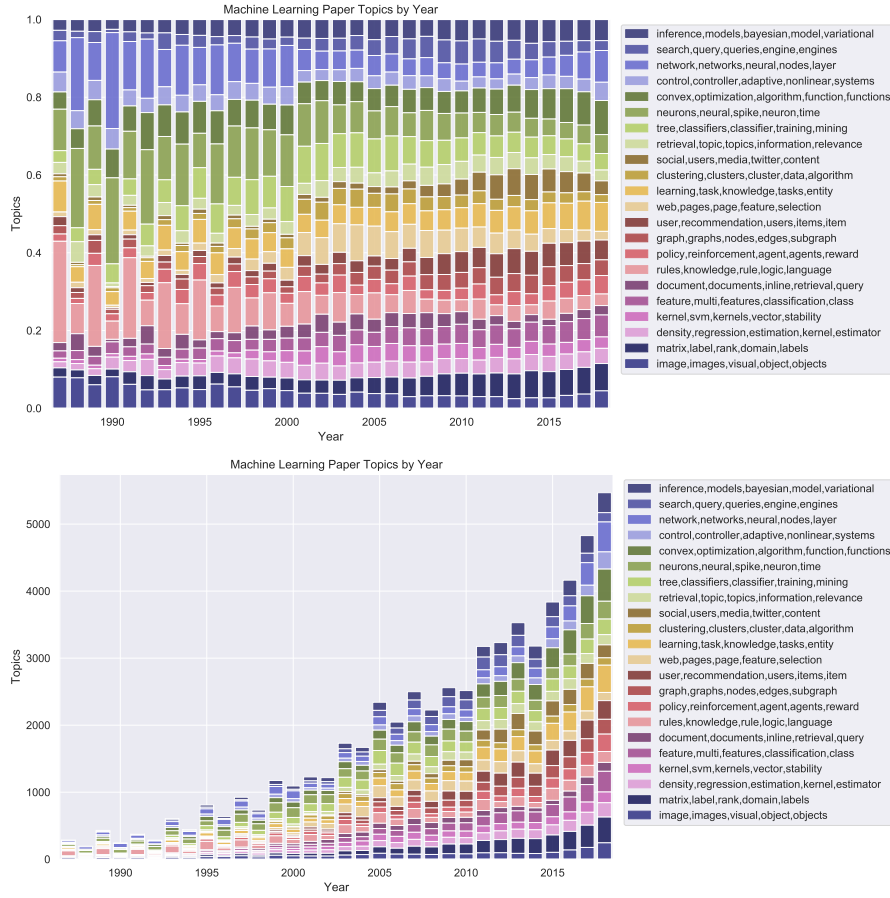 Machine Learning Paper Topics by Year
1.0
0.8
0.6
0.4
0.2
0.0
Topics
1990
1995
2000
2005
2010
2015
Year
inference,models,bayesian,model,variational
search,query,queries,engine,engines
network,networks,neural,nodes,layer
control,controller,adaptive,nonlinear,systems
convex,optimization,algorithm,function,functions
neurons,neural,spike,neuron,time
tree,classifiers,classifier,training,mining
retrieval,topic,topics,information,relevance
social,users,media,twitter,content
clustering,clusters,cluster,data,algorithm
learning,task,knowledge,tasks,entity
web,pages,page,feature,selection
user,recommendation,users,items,item
graph,graphs,nodes,edges,subgraph
policy,reinforcement,agent,agents,reward
rules,knowledge,rule,logic,language
document,documents,inline,retrieval,query
feature,multi,features,classification,class
kernel,svm,kernels,vector,stability
density,regression,estimation,kernel,estimator
matrix,label,rank,domain,labels
image,images,visual,object,objects
Machine Learning Paper Topics by Year
5000
4000
3000
2000
1000
0
Topics
1990
1995
2000
2005
2010
2015
Year
inference,models,bayesian,model,variational
search,query,queries,engine,engines
network,networks,neural,nodes,layer
control,controller,adaptive,nonlinear,systems
convex,optimization,algorithm,function,functions
neurons,neural,spike,neuron,time
tree,classifiers,classifier,training,mining
retrieval,topic,topics,information,relevance
social,users,media,twitter,content
clustering,clusters,cluster,data,algorithm
learning,task,knowledge,tasks,entity
web,pages,page,feature,selection
user,recommendation,users,items,item
graph,graphs,nodes,edges,subgraph
policy,reinforcement,agent,agents,reward
rules,knowledge,rule,logic,language
document,documents,inline,retrieval,query
feature,multi,features,classification,class
kernel,svm,kernels,vector,stability
density,regression,estimation,kernel,estimator
matrix,label,rank,domain,labels
image,images,visual,object,objects